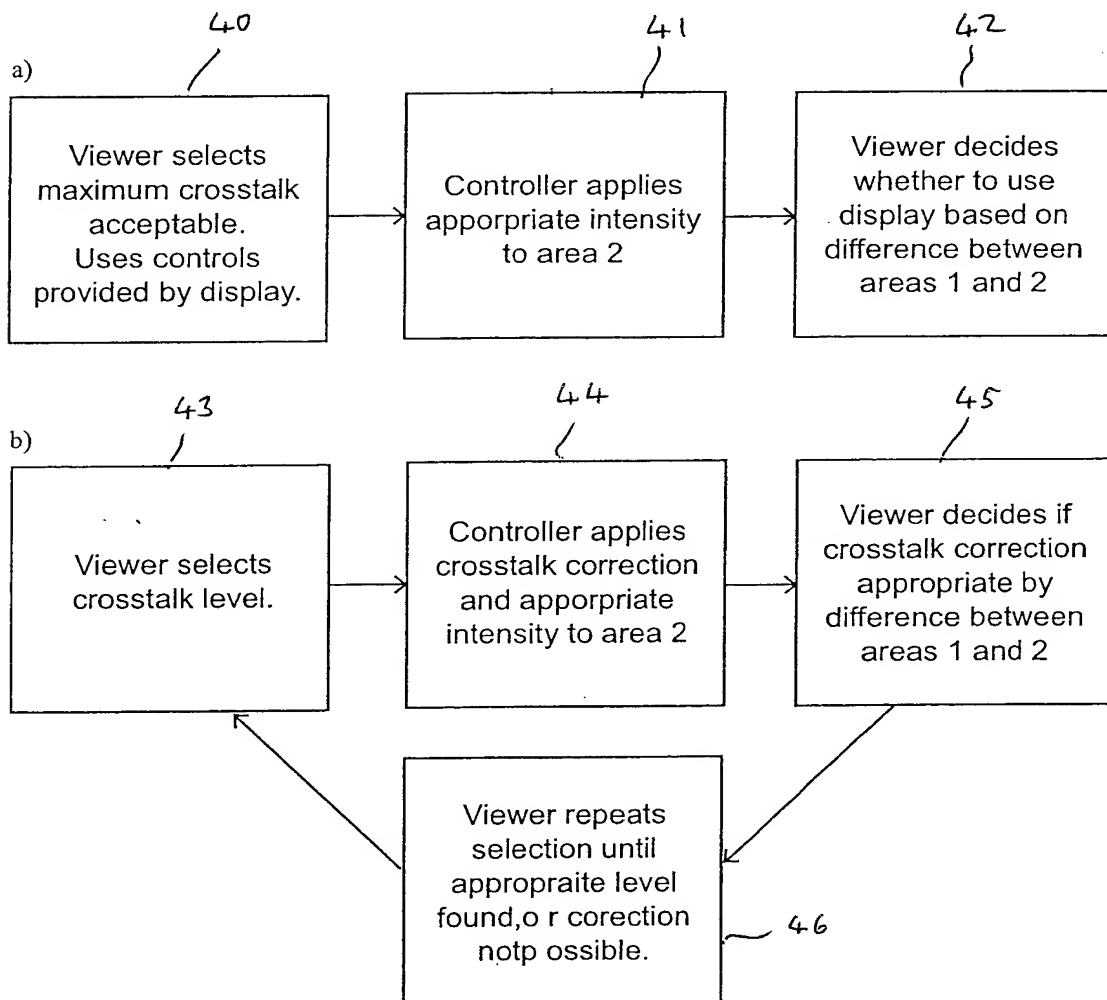 40
41
42
a)
Viewer selects
maximum crosstalk
acceptable.
Uses controls
provided by display.
Controller applies
apporpriate intensity
to area 2
Viewer decides
whether to use
display based on
difference between
areas 1 and 2
43
44
45
b)
Viewer selects
crosstalk level.
Controller applies
crosstalk correction
and apporpriate
intensity to area 2
Viewer decides if
crosstalk correction
appropriate by
difference between
areas 1 and 2
Viewer repeats
selection until
appropraite level
found,o r corection
notp ossible.
46